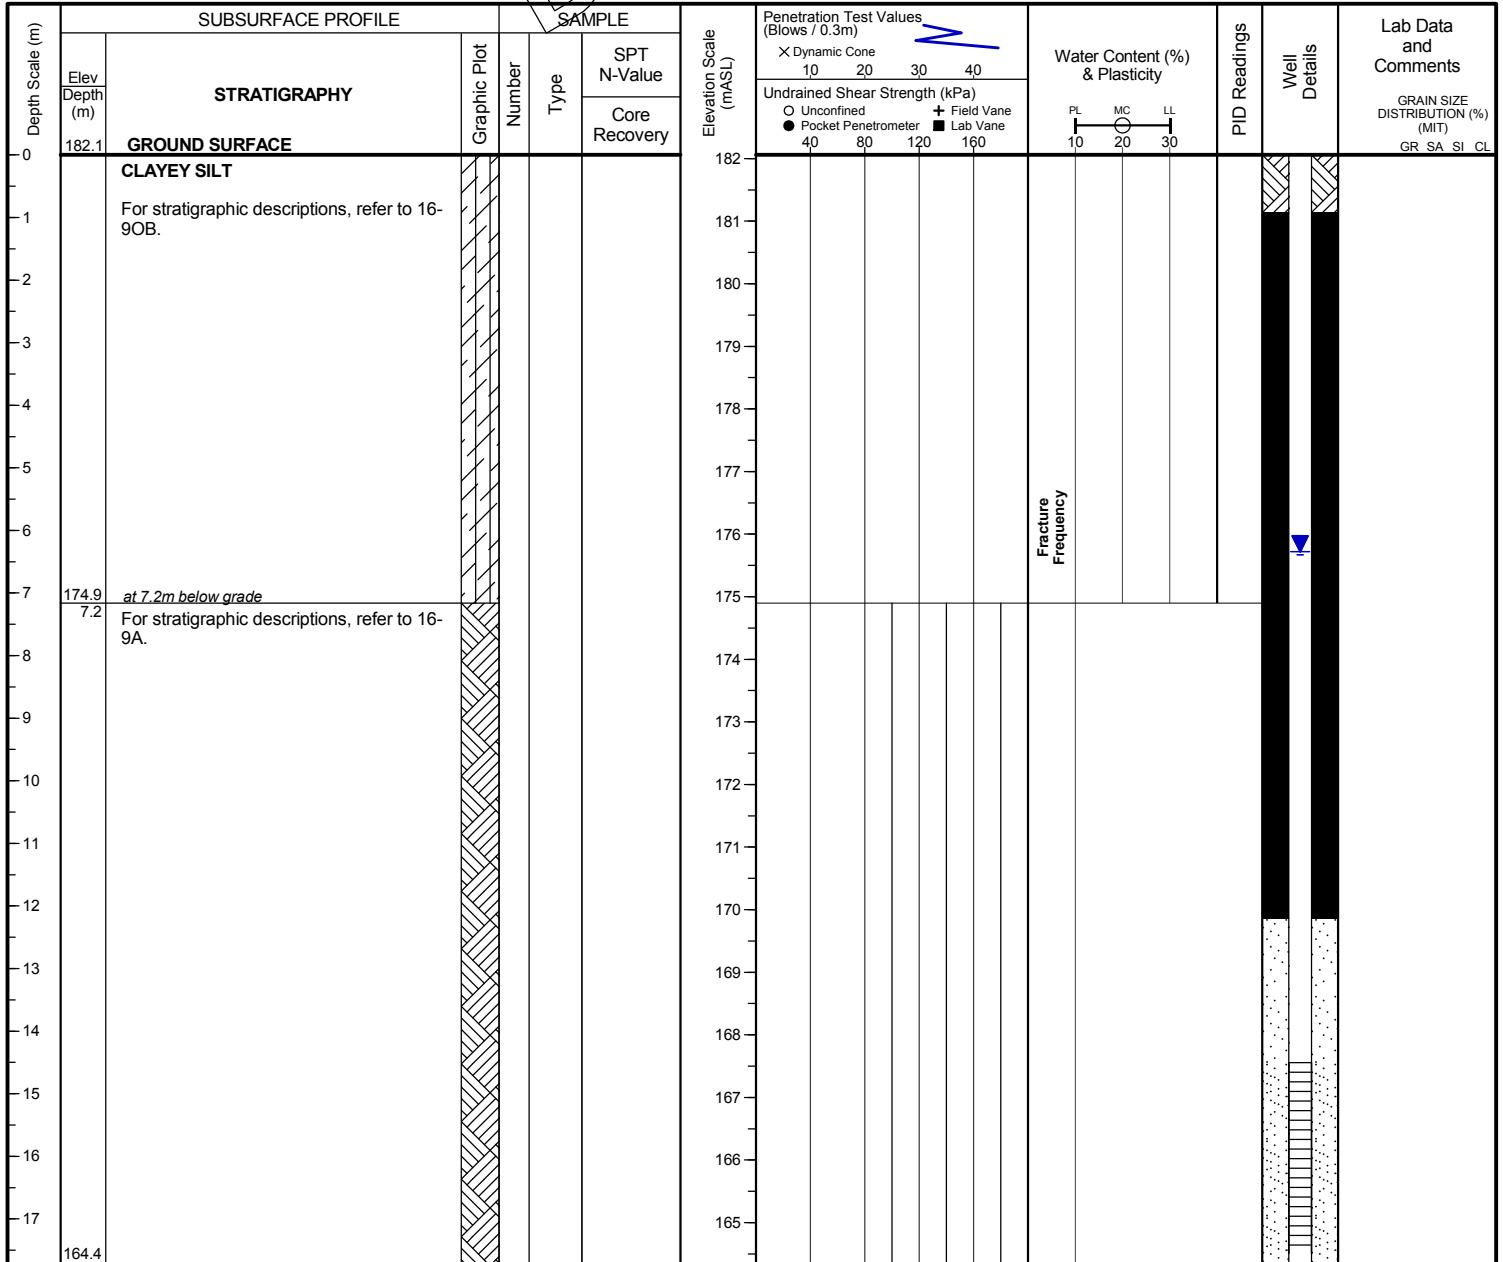 SUBSURFACE PROFILE
SAMPLE
Depth Scale (m)
Elev
Depth
(m)
STRATIGRAPHY
Graphic Plot
Number
Type
SPT
N-Value
Core
Recovery
Elevation Scale
(mASL)
Penetration Test Values
(Blows / 0.3m)
Dynamic Cone
10 20 30 40
Undrained Shear Strength (kPa)
Unconfined
Field Vane
Pocket Penetrometer
Lab Vane
40 80 120 160
Water Content (%)
& Plasticity
PL MC LL
10 20 30
PID Readings
Well
Details
Lab Data
and
Comments
GRAIN SIZE
DISTRIBUTION (%)
(MIT)
GR SA SI CL
182.1 GROUND SURFACE
CLAYEY SILT
For stratigraphic descriptions, refer to 16-
9OB.
174.9 at 7.2m below grade
7.2
For stratigraphic descriptions, refer to 16-
9A.
164.4
0
1
2
3
4
5
6
7
8
9
10
11
12
13
14
15
16
17
182
181
180
179
178
177
176
175
174
173
172
171
170
169
168
167
166
165
Fracture
Frequency